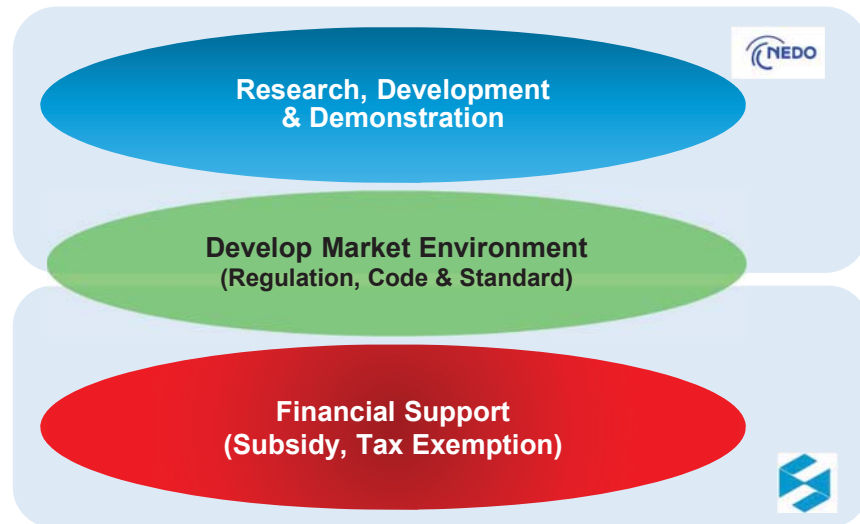 NEDO
Research, Development
& Demonstration
Develop Market Environment
(Regulation, Code & Standard)
Financial Support
(Subsidy, Tax Exemption)